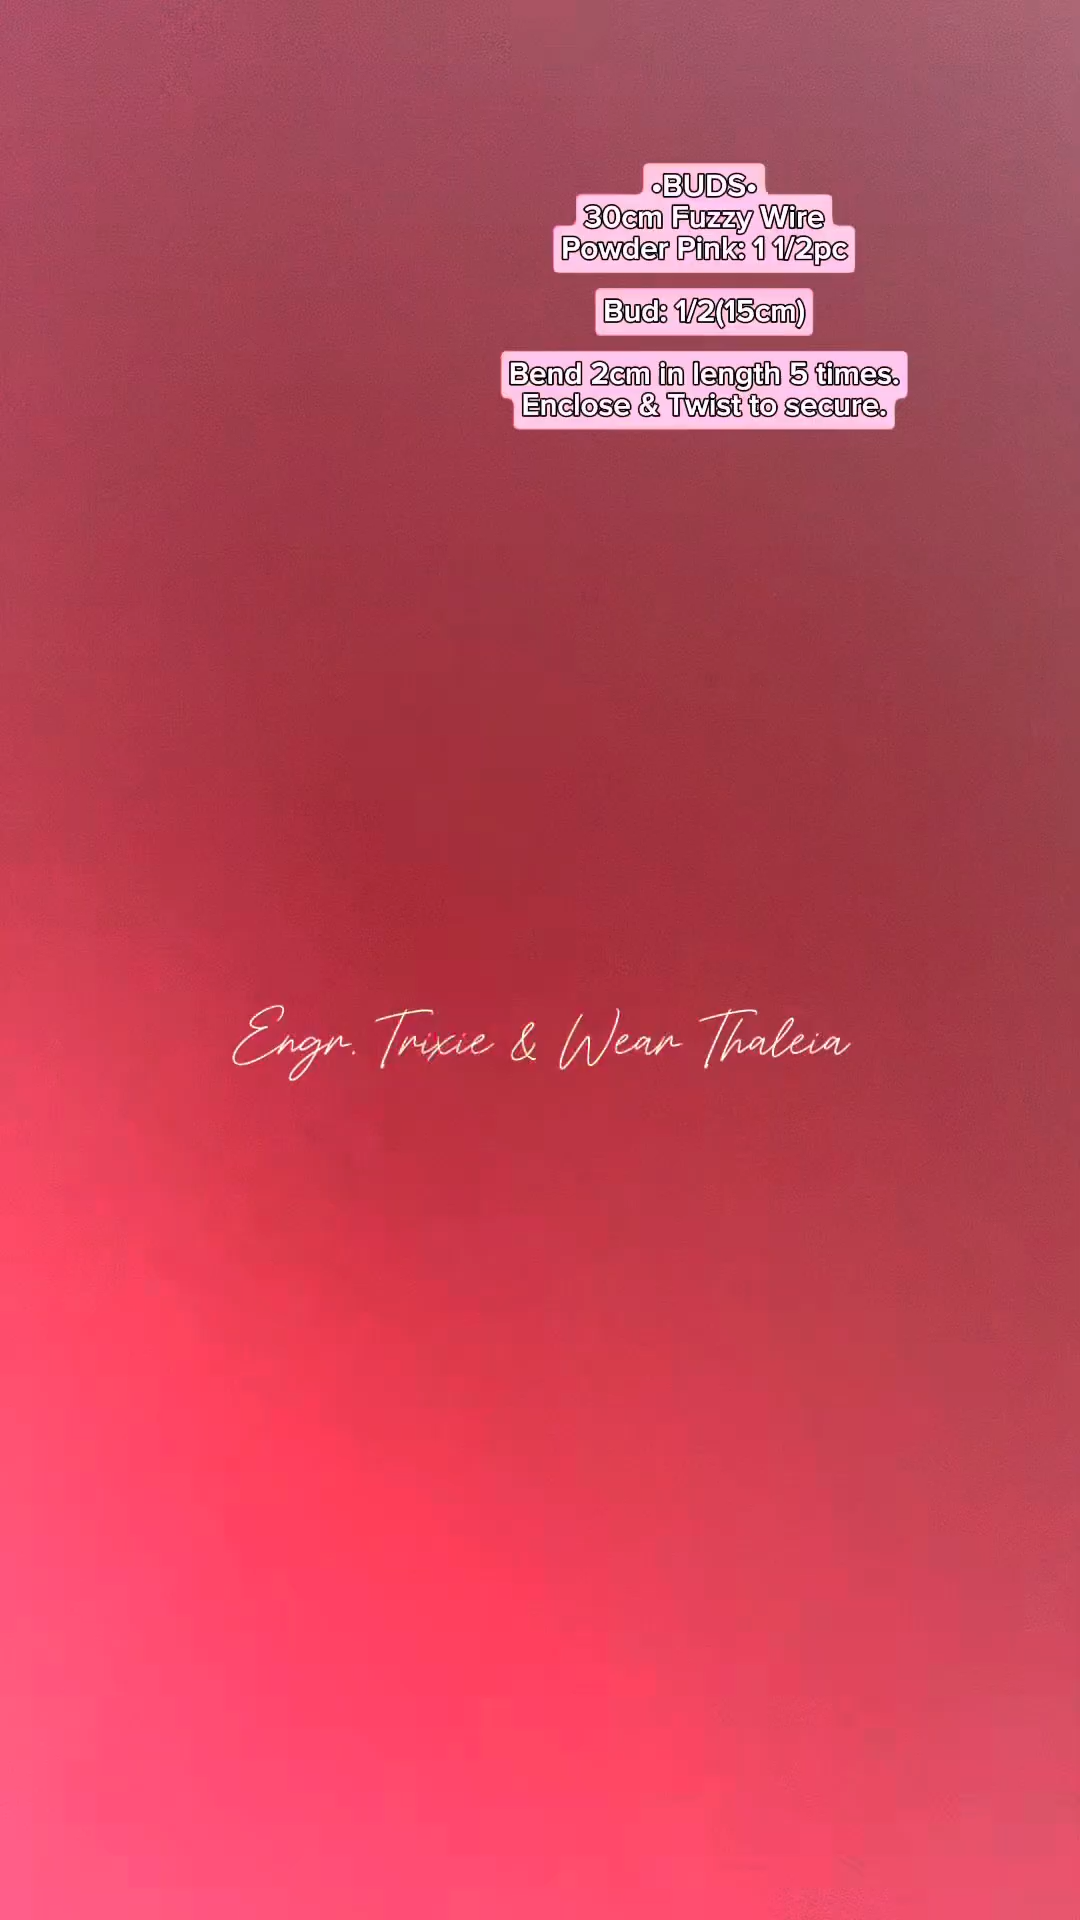 •BUDS•
30cm Fuzzy Wire
Powder Pink: 1 1/2pc
Bud: 1/2(15cm)
Bend 2cm in length 5 times.
Enclose & Twist to secure.
Engr. Trixie & Wear Thaleia